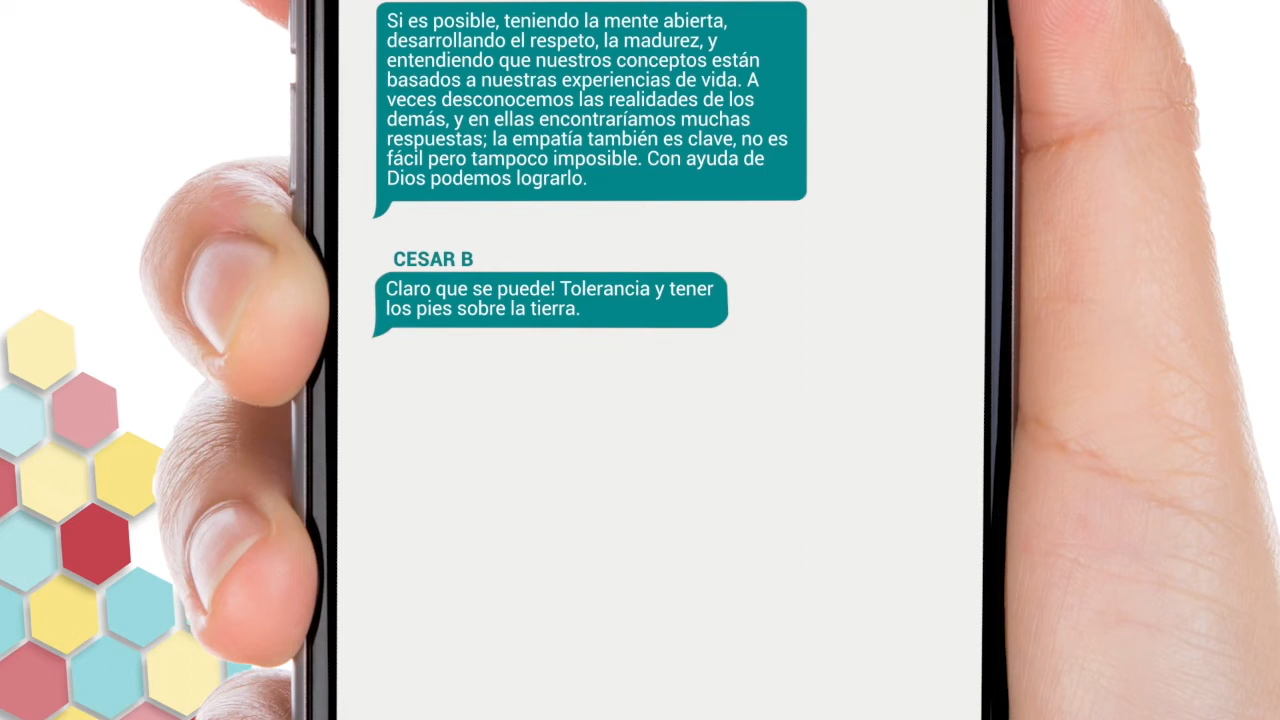 Si es posible, teniendo la mente abierta,
desarrollando el respeto, la madurez, y
entendiendo que nuestros conceptos están
basados a nuestras experiencias de vida. A
veces desconocemos las realidades de los
demás, y en ellas encontraríamos muchas
respuestas; la empatía también es clave, no es
fácil pero tampoco imposible. Con ayuda de
Dios podemos lograrlo.
CESAR B
Claro que se puede! Tolerancia y tener
los pies sobre la tierra.